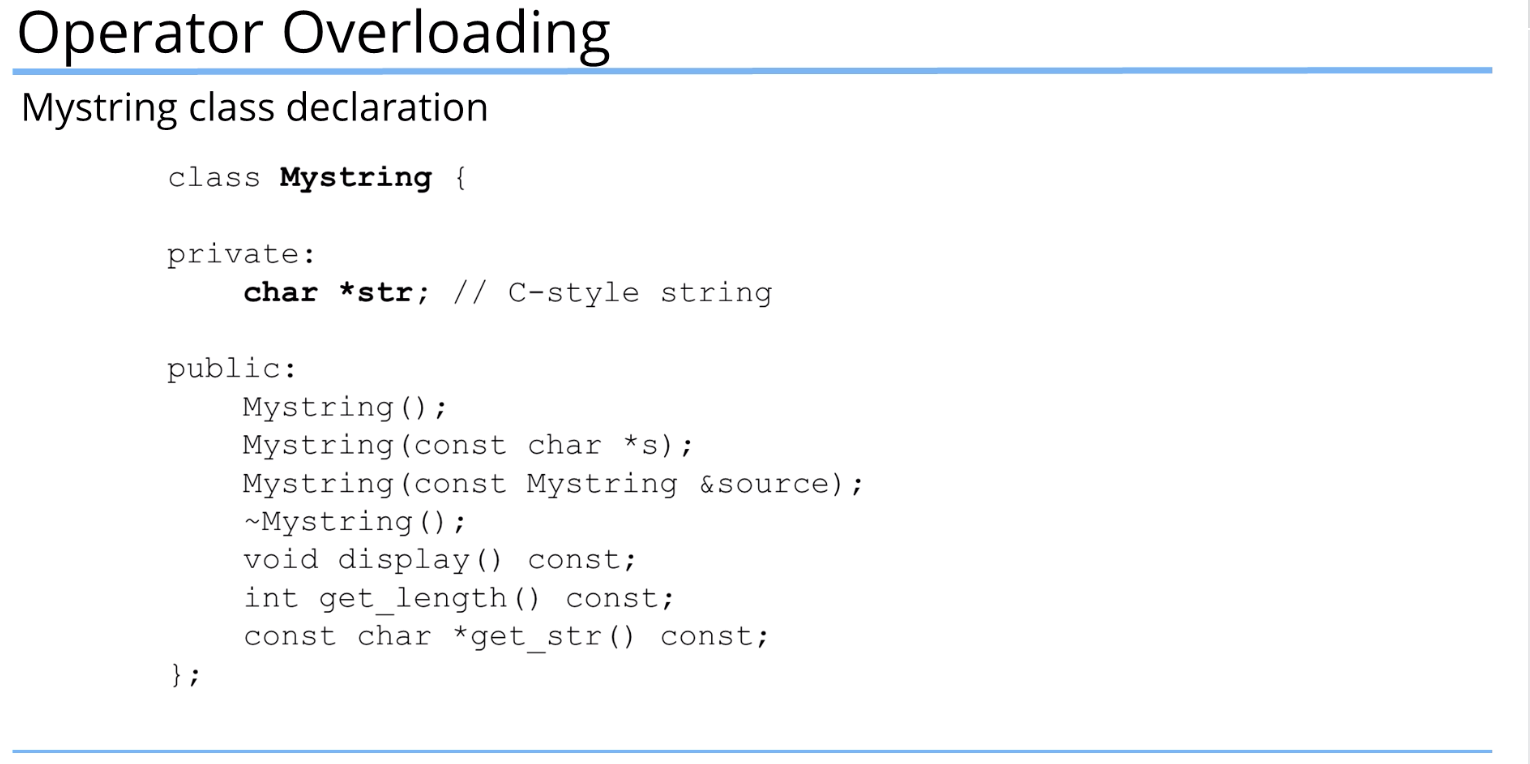 Operator Overloading
Mystring class declaration
class Mystring {
private:
char *str; // C-style string
public:
Mystring();
Mystring(const char *s);
Mystring(const Mystring &source);
~Mystring();
void display() const;
int get_length() const;
const char *get_str() const;
};